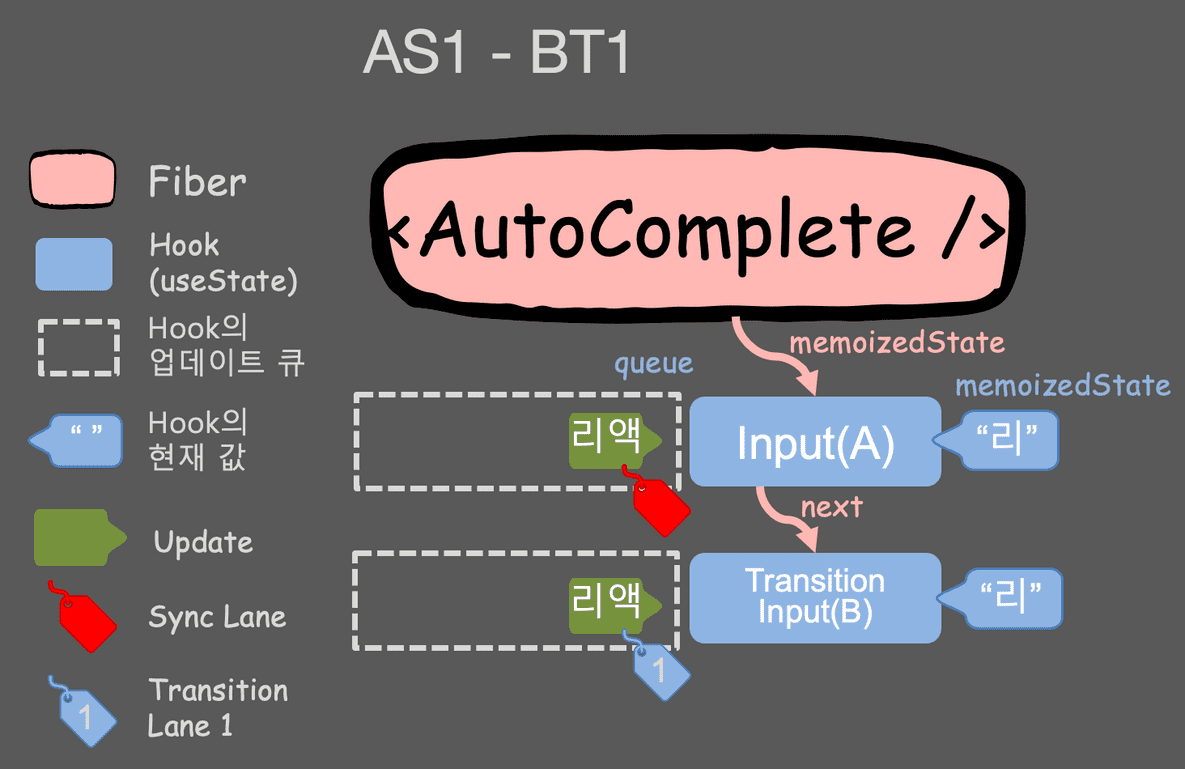 AS1 - BT1
Fiber
Hook
(useState)
Hook의
업데이트 큐
“ ”
Hook의
현재 값
Update
Sync Lane
1
Transition
Lane 1
<AutoComplete />
memoizedState
queue
memoizedState
리액
Input(A)
“리”
next
리액
1
Transition
Input(B)
“리”